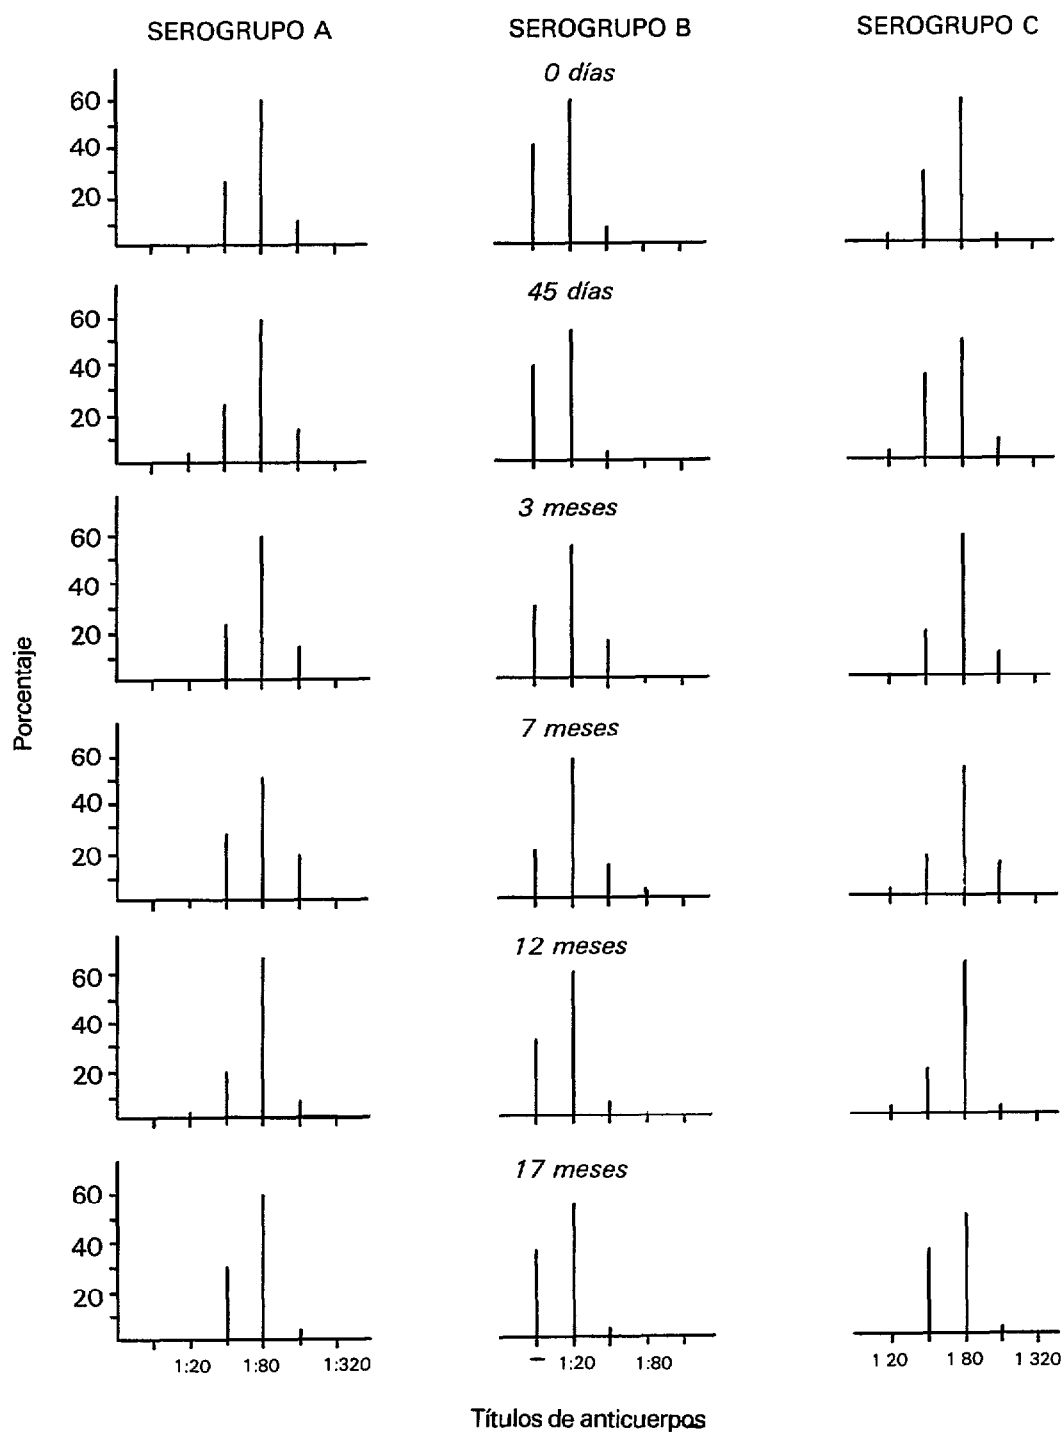 SEROGRUPO A SEROGRUPO B SEROGRUPO C
0 días
60
40
20
45 días
60
40
20
3 meses
60
40
20
7 meses
60
40
20
12 meses
60
40
20
17 meses
60
40
20
Porcentaje
1:20 1:80 1:320 – 1:20 1:80 1 20 1 80 1 320
Títulos de anticuerpos